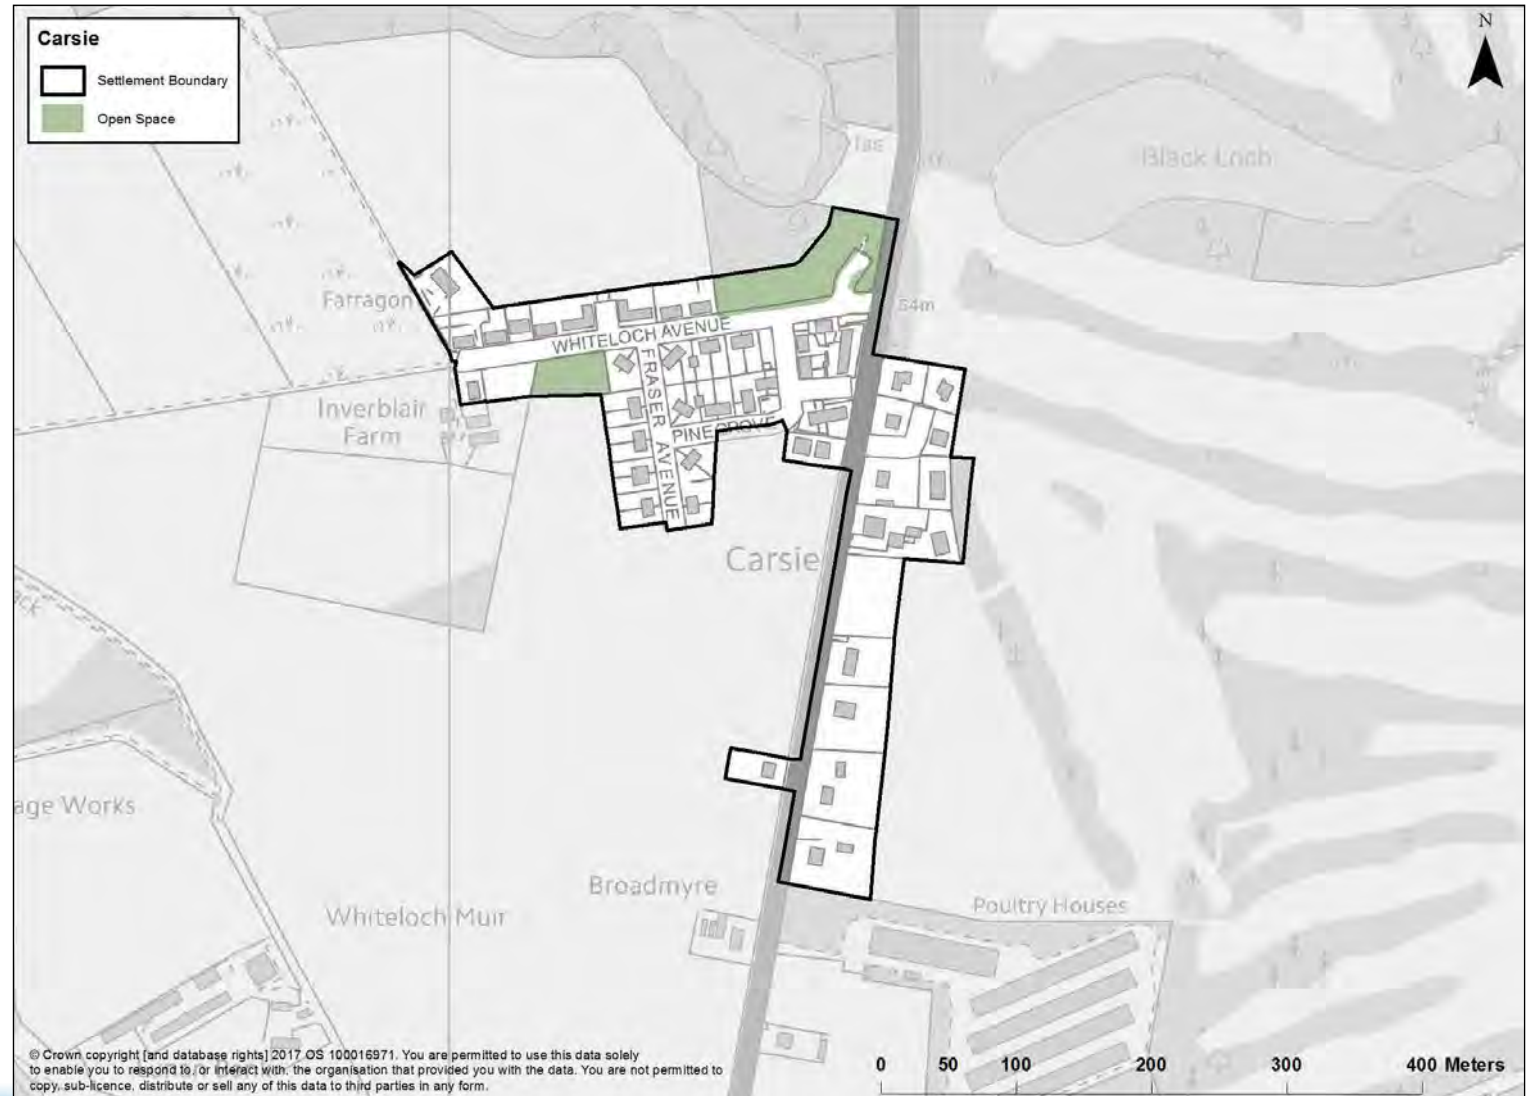 Carsie
Settlement Boundary
Open Space
N
Black Loch
Farragon
54m
WHITELOCH AVENUE
FRASER AVENUE
Inverblair
Farm
PINE GROVE
Carsie
age Works
Broadmyre
Whiteloch Muir
Poultry Houses
© Crown copyright [and database rights] 2017 OS 100016971. You are permitted to use this data solely
to enable you to respond to, or interact with, the organisation that provided you with the data. You are not permitted to
copy, sub-licence, distribute or sell any of this data to third parties in any form.
0 50 100 200 300 400 Meters